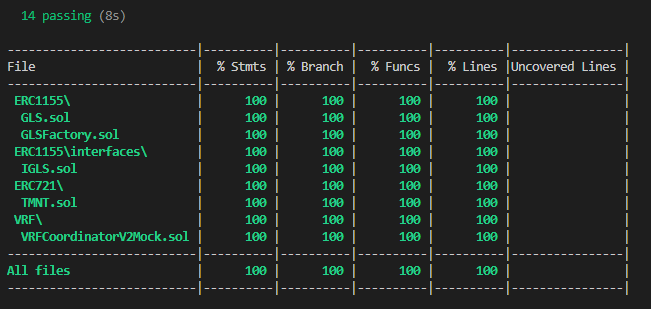 14 passing (8s)
---------------------------|----------|----------|----------|----------|----------------|
File                       |  % Stmts | % Branch |  % Funcs |  % Lines |Uncovered Lines |
---------------------------|----------|----------|----------|----------|----------------|
 ERC1155\                  |      100 |      100 |      100 |      100 |                |
  GLS.sol                  |      100 |      100 |      100 |      100 |                |
  GLSFactory.sol           |      100 |      100 |      100 |      100 |                |
 ERC1155\interfaces\       |      100 |      100 |      100 |      100 |                |
  IGLS.sol                 |      100 |      100 |      100 |      100 |                |
 ERC721\                   |      100 |      100 |      100 |      100 |                |
  TMNT.sol                 |      100 |      100 |      100 |      100 |                |
 VRF\                      |      100 |      100 |      100 |      100 |                |
  VRFCoordinatorV2Mock.sol |      100 |      100 |      100 |      100 |                |
---------------------------|----------|----------|----------|----------|----------------|
All files                  |      100 |      100 |      100 |      100 |                |
---------------------------|----------|----------|----------|----------|----------------|